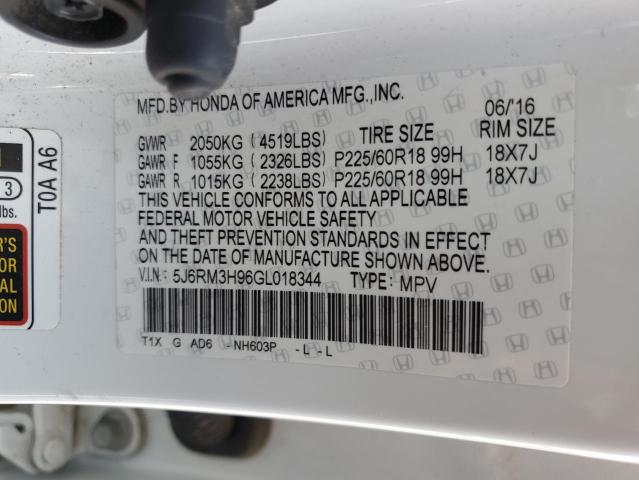 MFD.BY HONDA OF AMERICA MFG.,INC. 06/'16
GVWR 2050KG (4519LBS) TIRE SIZE RIM SIZE
GAWR F 1055KG (2326LBS) P225/60R18 99H 18X7J
GAWR R 1015KG (2238LBS) P225/60R18 99H 18X7J
THIS VEHICLE CONFORMS TO ALL APPLICABLE
FEDERAL MOTOR VEHICLE SAFETY
AND THEFT PREVENTION STANDARDS IN EFFECT
ON THE DATE OF MANUFACTURE SHOWN ABOVE.
V.I.N: 5J6RM3H96GL018344 TYPE: MPV
T1X G AD6 -NH603P -L -L
T0A A6
3
lbs.